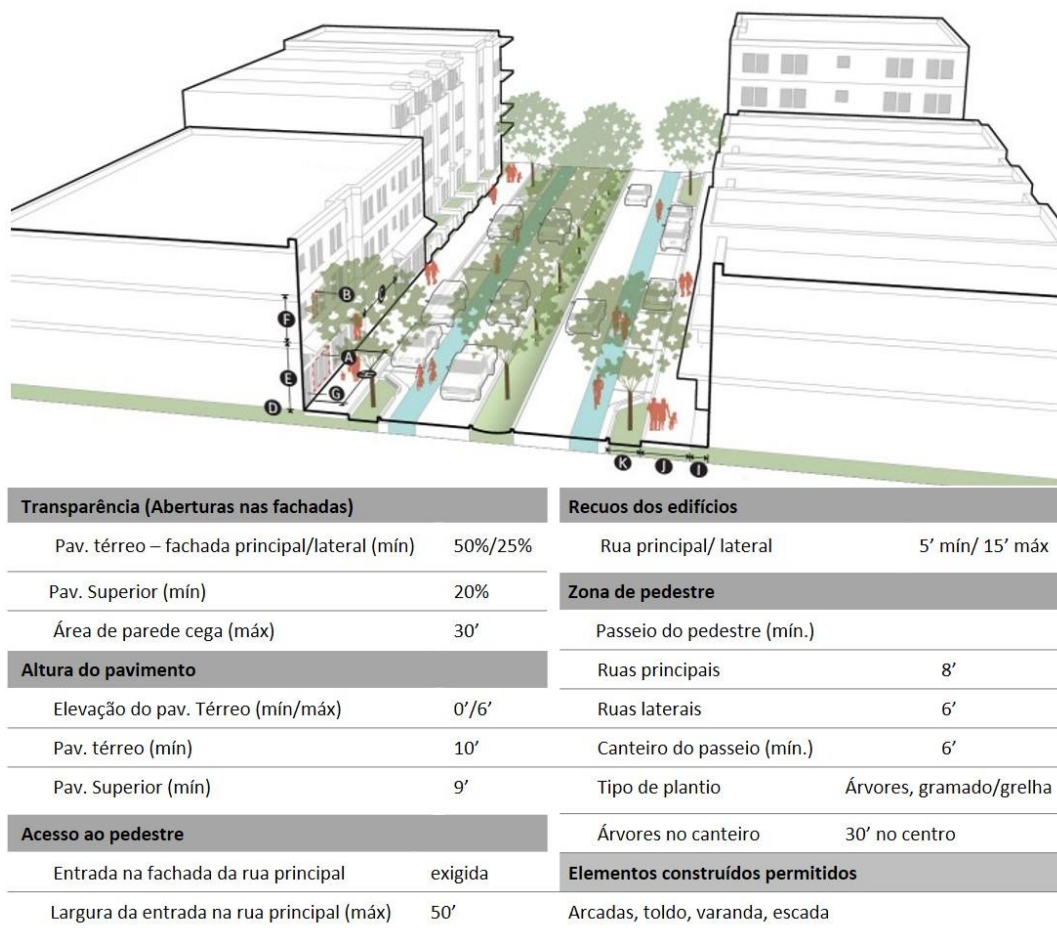 B
F
A
E
G
D
K
J
I
Transparência (Aberturas nas fachadas)
Pav. térreo – fachada principal/lateral (mín) 50%/25%
Pav. Superior (mín) 20%
Área de parede cega (máx) 30’
Altura do pavimento
Elevação do pav. Térreo (mín/máx) 0’/6’
Pav. térreo (mín) 10’
Pav. Superior (mín) 9’
Acesso ao pedestre
Entrada na fachada da rua principal exigida
Largura da entrada na rua principal (máx) 50’
Recuos dos edifícios
Rua principal/ lateral 5’ mín/ 15’ máx
Zona de pedestre
Passeio do pedestre (mín.)
Ruas principais 8’
Ruas laterais 6’
Canteiro do passeio (mín.) 6’
Tipo de plantio Árvores, gramado/grelha
Árvores no canteiro 30’ no centro
Elementos construídos permitidos
Arcadas, toldo, varanda, escada